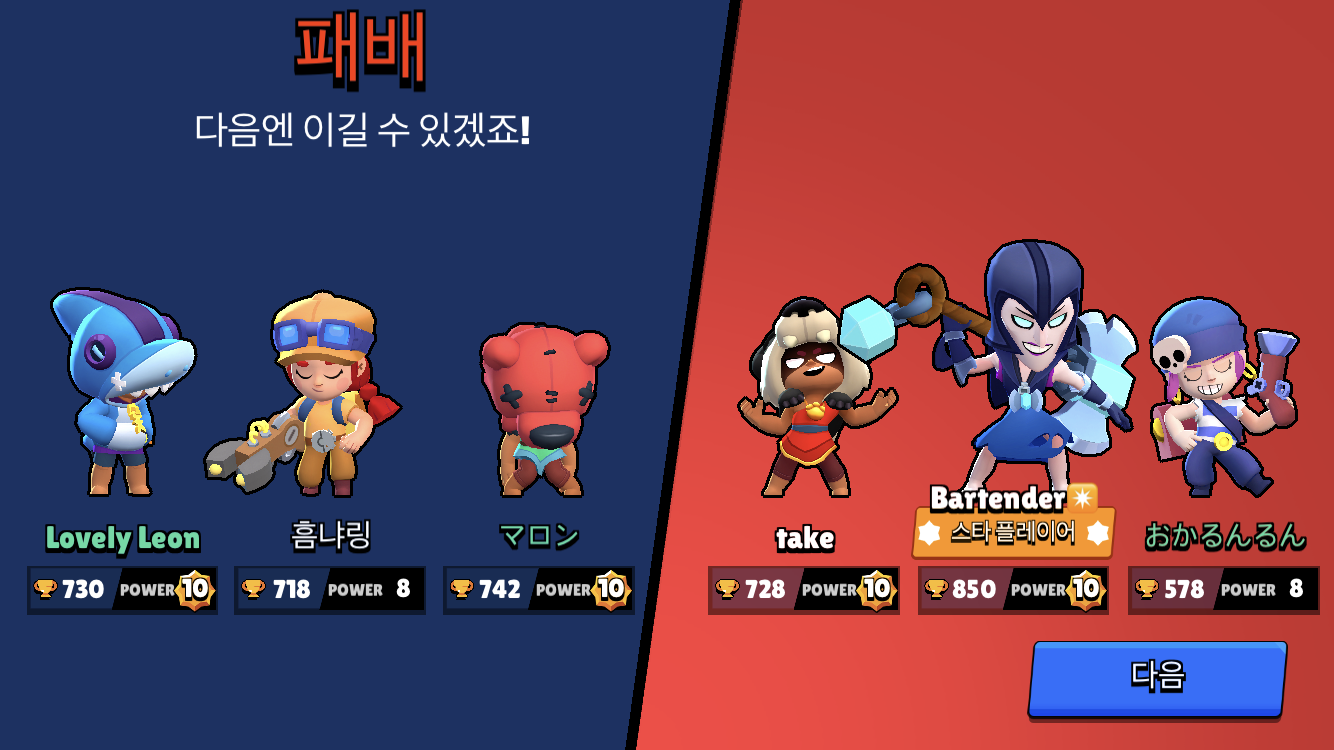 패배
다음엔 이길 수 있겠죠!
Lovely Leon
흠냐링
マロン
730 POWER 10
718 POWER 8
742 POWER 10
take
Bartender
스타 플레이어
おかるんるん
728 POWER 10
850 POWER 10
578 POWER 8
다음